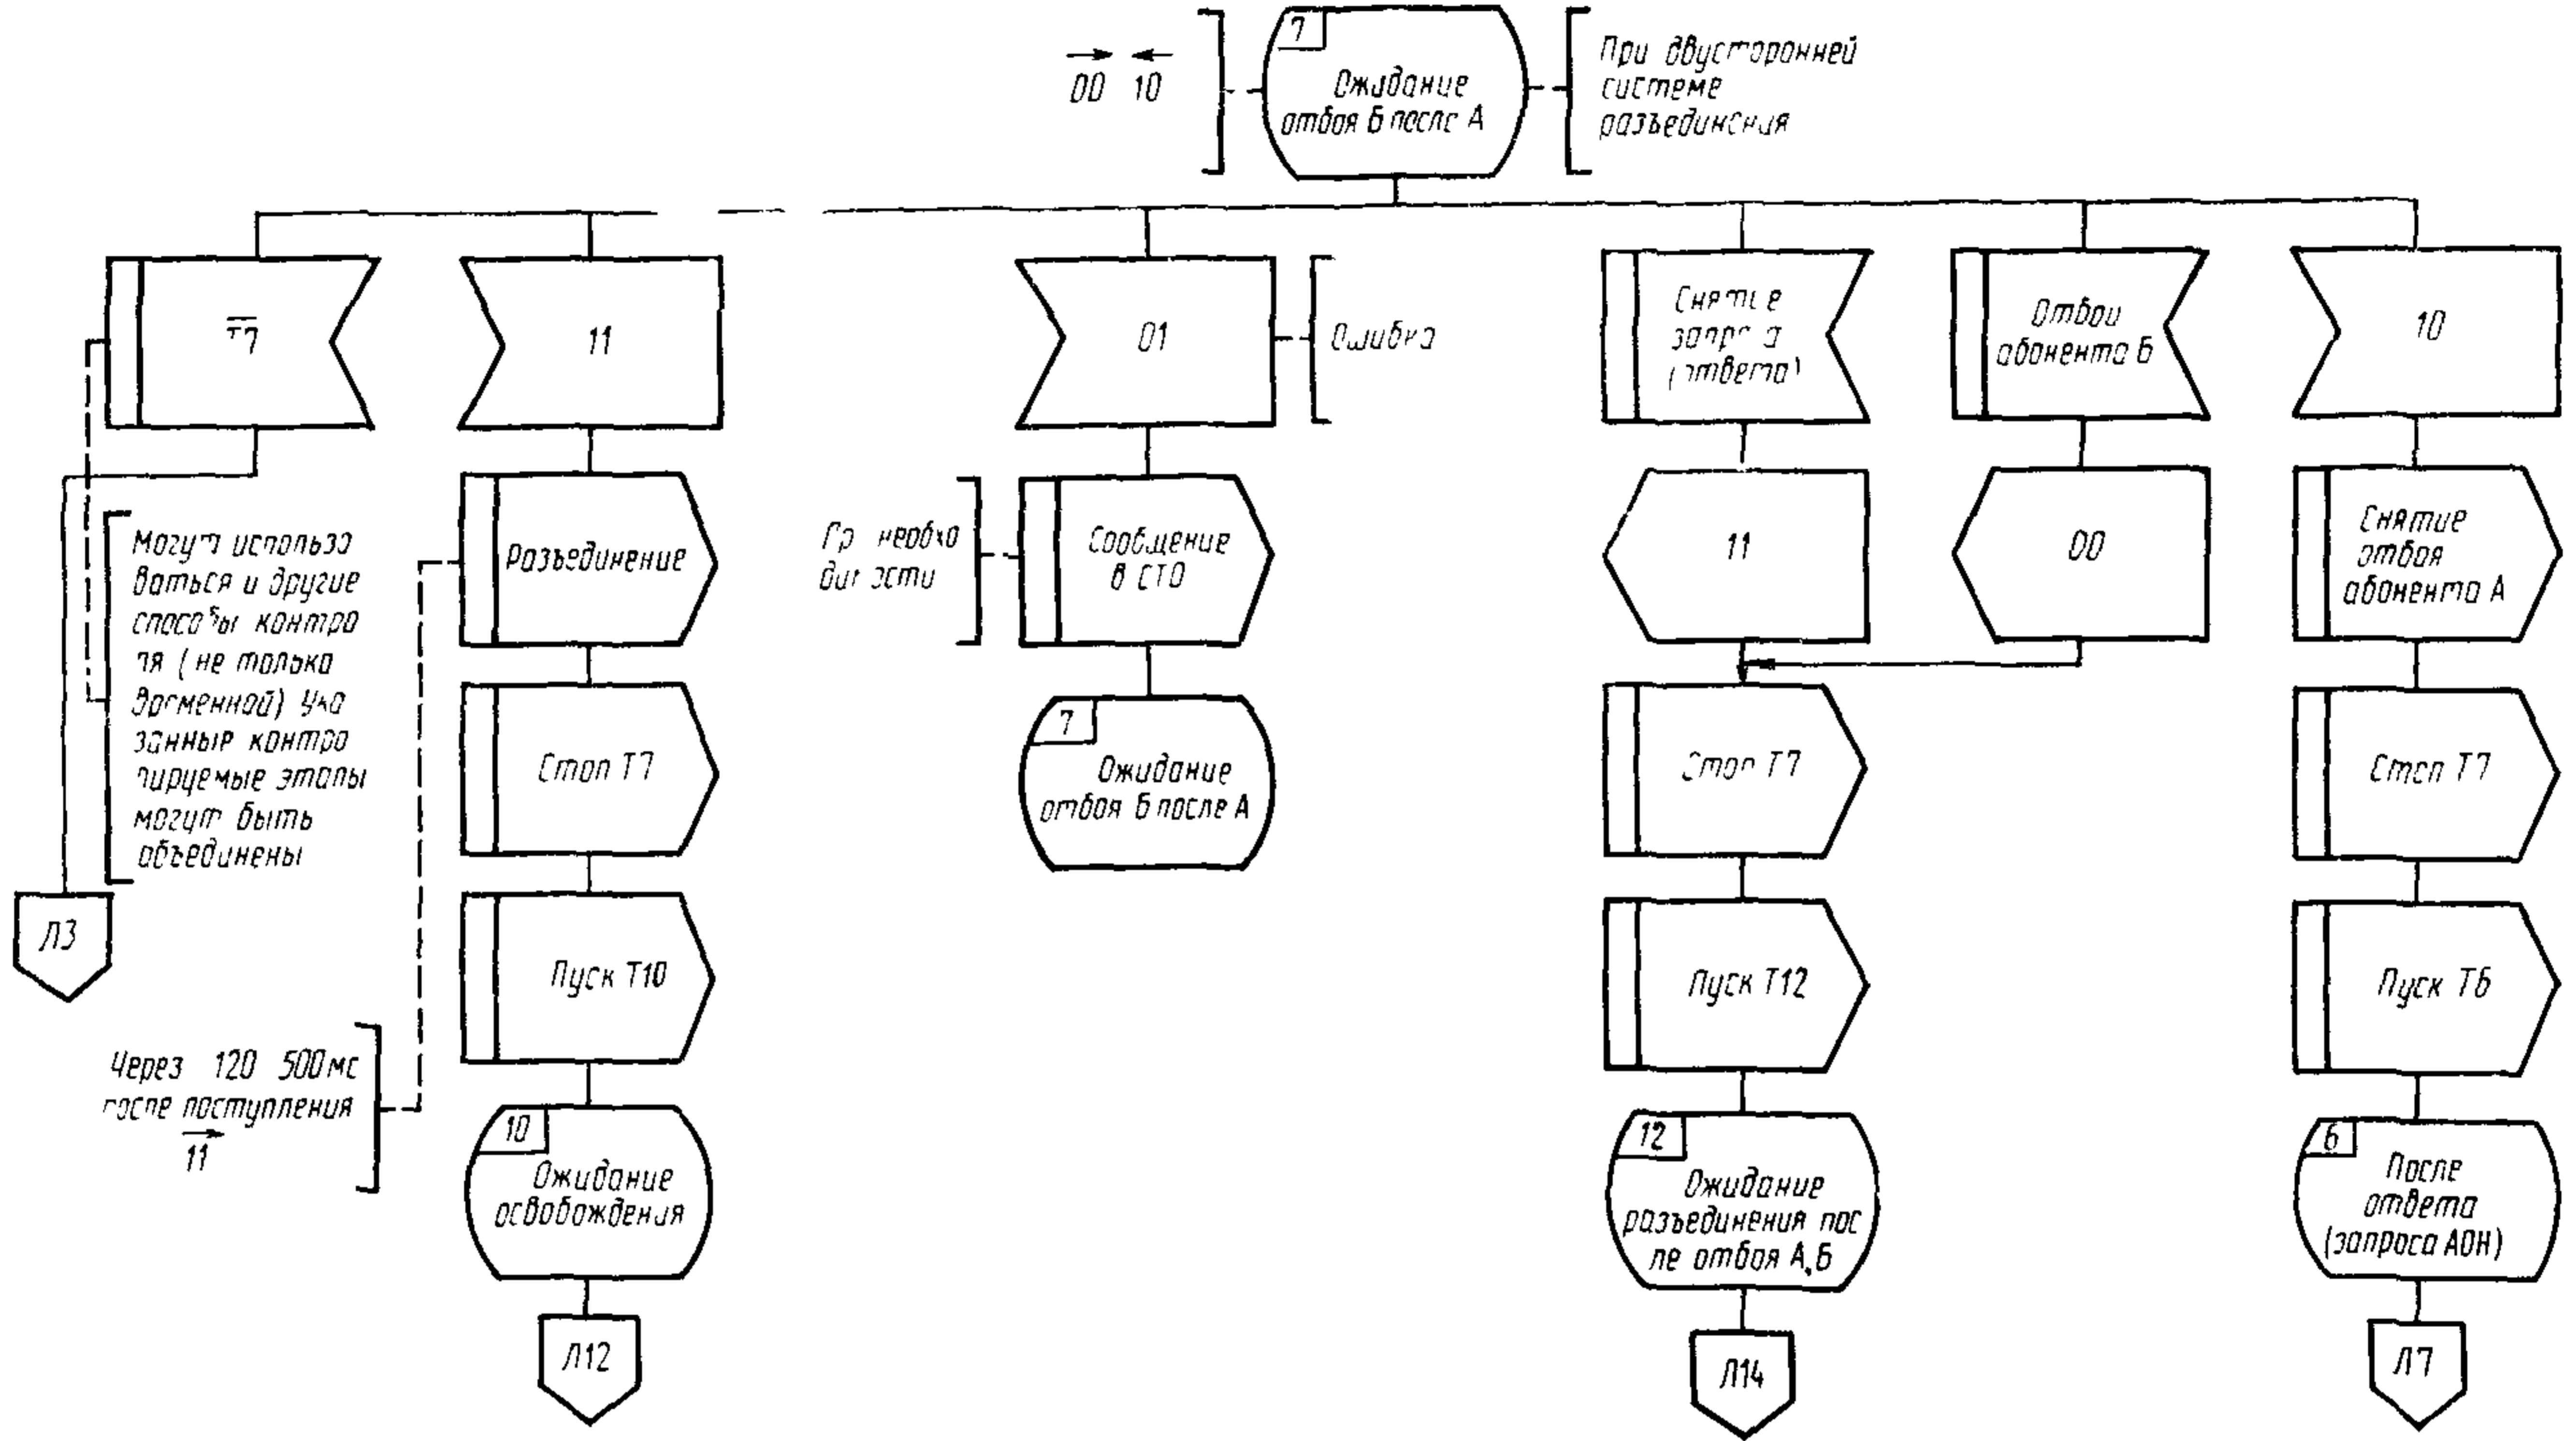 00 10
7
Ожидание
отбоя Б после А
При двусторонней
системе
разъединения
Т7
11
01
Ошибка
Снятие
(ответа)
Отбой
абонента Б
10
Могут использо
ваться и другие
способы контро
ля (не только
временной) Ука
занные контро
лируемые этапы
могут быть
объединены
Л3
Через 120 500 мс
после поступления
11
Разъединение
Стоп Т7
Пуск Т10
10
Ожидание
освобождения
Л12
Сообщение
в СТО
7
Ожидание
отбоя Б после А
11
Стоп Т7
Пуск Т12
12
Ожидание
разъединения пос
ле отбоя А,Б
Л14
00
Снятие
отбоя
абонента А
Стоп Т7
Пуск Т6
6
После
ответа
(запроса АОН)
Л7